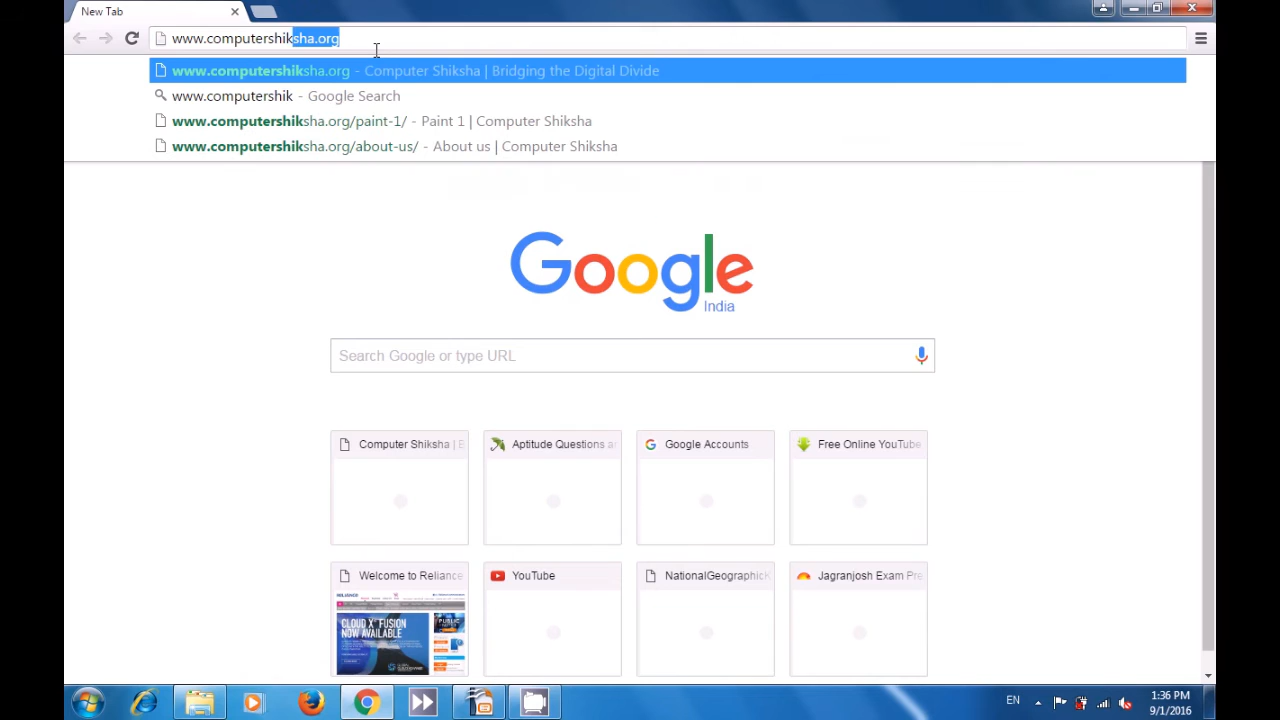 New Tab
www.computershiksha.org
www.computershiksha.org - Computer Shiksha | Bridging the Digital Divide
www.computershik - Google Search
www.computershiksha.org/paint-1/ - Paint 1 | Computer Shiksha
www.computershiksha.org/about-us/ - About us | Computer Shiksha
Google
India
Search Google or type URL
Computer Shiksha | E
Aptitude Questions a
Google Accounts
Free Online YouTube
Welcome to Reliance
YouTube
NationalGeographic
Jagranjosh Exam Pre
RELIANCE
CLOUD X FUSION
NOW AVAILABLE
EN
1:36 PM
9/1/2016